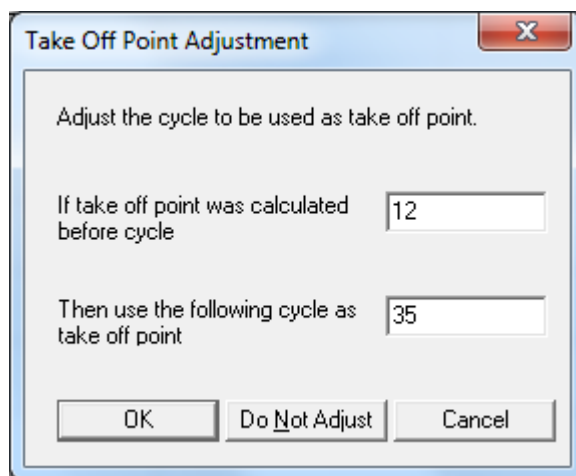 Take Off Point Adjustment
Adjust the cycle to be used as take off point.
If take off point was calculated
before cycle
12
Then use the following cycle as
take off point
35
OK
Do Not Adjust
Cancel